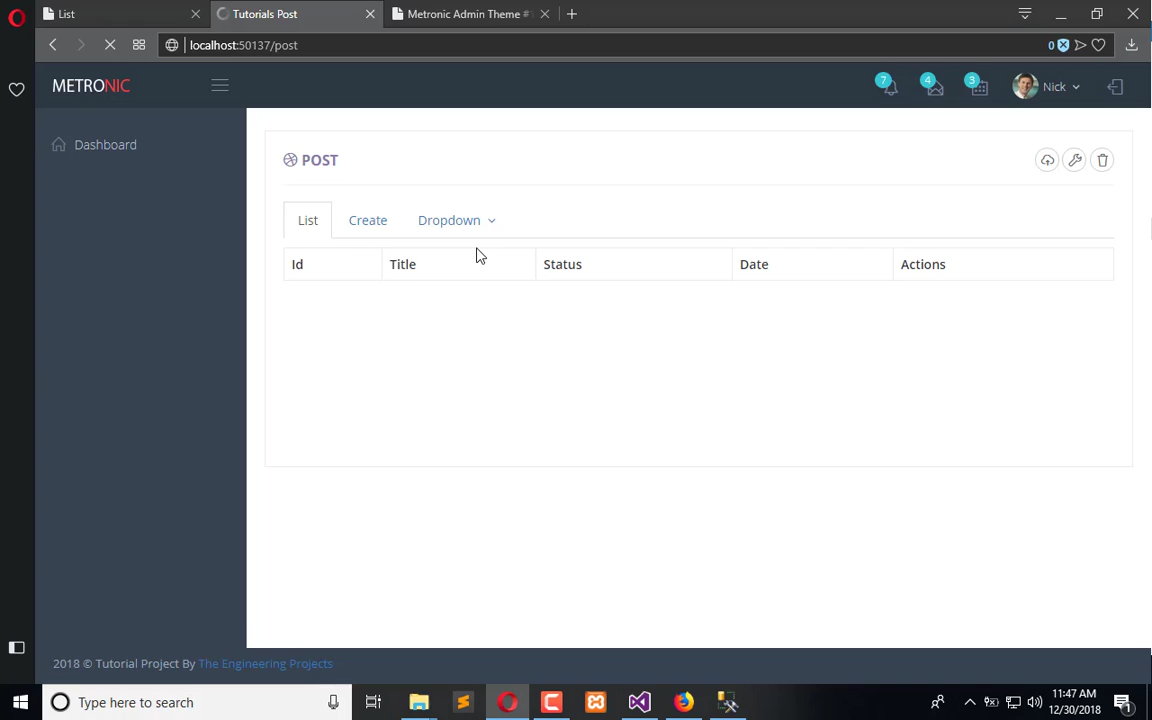 List
Tutorials Post
Metronic Admin Theme #
localhost:50137/post
0
METRONIC
7
4
3
Nick
Dashboard
POST
List
Create
Dropdown
Id
Title
Status
Date
Actions
2018 © Tutorial Project By The Engineering Projects
Type here to search
11:47 AM
12/30/2018
1